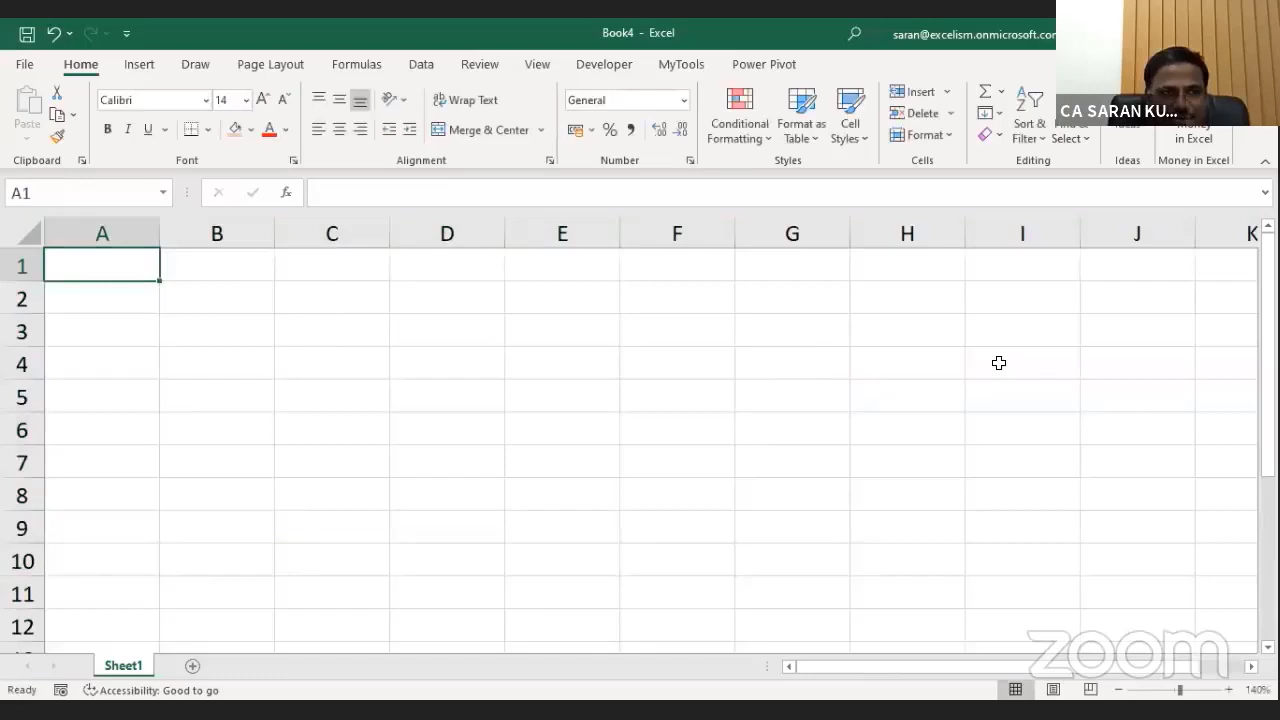 Book4 - Excel
saran@excelism.onmicrosoft.com
File Home Insert Draw Page Layout Formulas Data Review View Developer MyTools Power Pivot
CA SARAN KU...
Paste
Calibri 14
B I U
Wrap Text
Merge & Center
General
Conditional Formatting
Format as Table
Cell Styles
Insert
Delete
Format
Sort & Filter
Select
Money in Excel
Clipboard Font Alignment Number Styles Cells Editing Ideas Money in Excel
A1 fx
A B C D E F G H I J K
1
2
3
4
5
6
7
8
9
10
11
12
zoom
Sheet1
Ready Accessibility: Good to go 140%